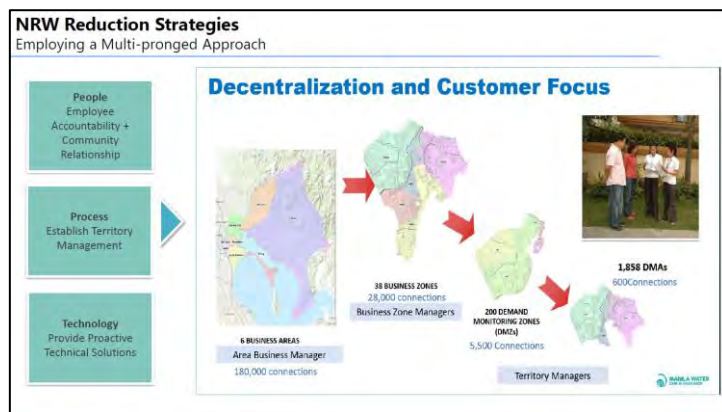 NRW Reduction Strategies
Employing a Multi-pronged Approach
People
Employee
Accountability +
Community
Relationship
Process
Establish Territory
Management
Technology
Provide Proactive
Technical Solutions
Decentralization and Customer Focus
6 BUSINESS AREAS
Area Business Manager
180,000 connections
38 BUSINESS ZONES
28,000 connections
Business Zone Managers
200 DEMAND
MONITORING ZONES
(DMZs)
5,500 Connections
1,858 DMAs
600Connections
Territory Managers
MANILA WATER